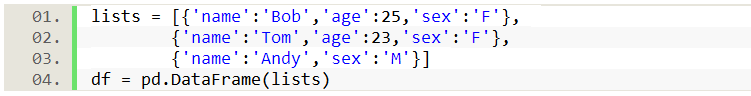 01. lists = [{'name':'Bob','age':25,'sex':'F'},
02.          {'name':'Tom','age':23,'sex':'F'},
03.          {'name':'Andy','sex':'M'}]
04. df = pd.DataFrame(lists)